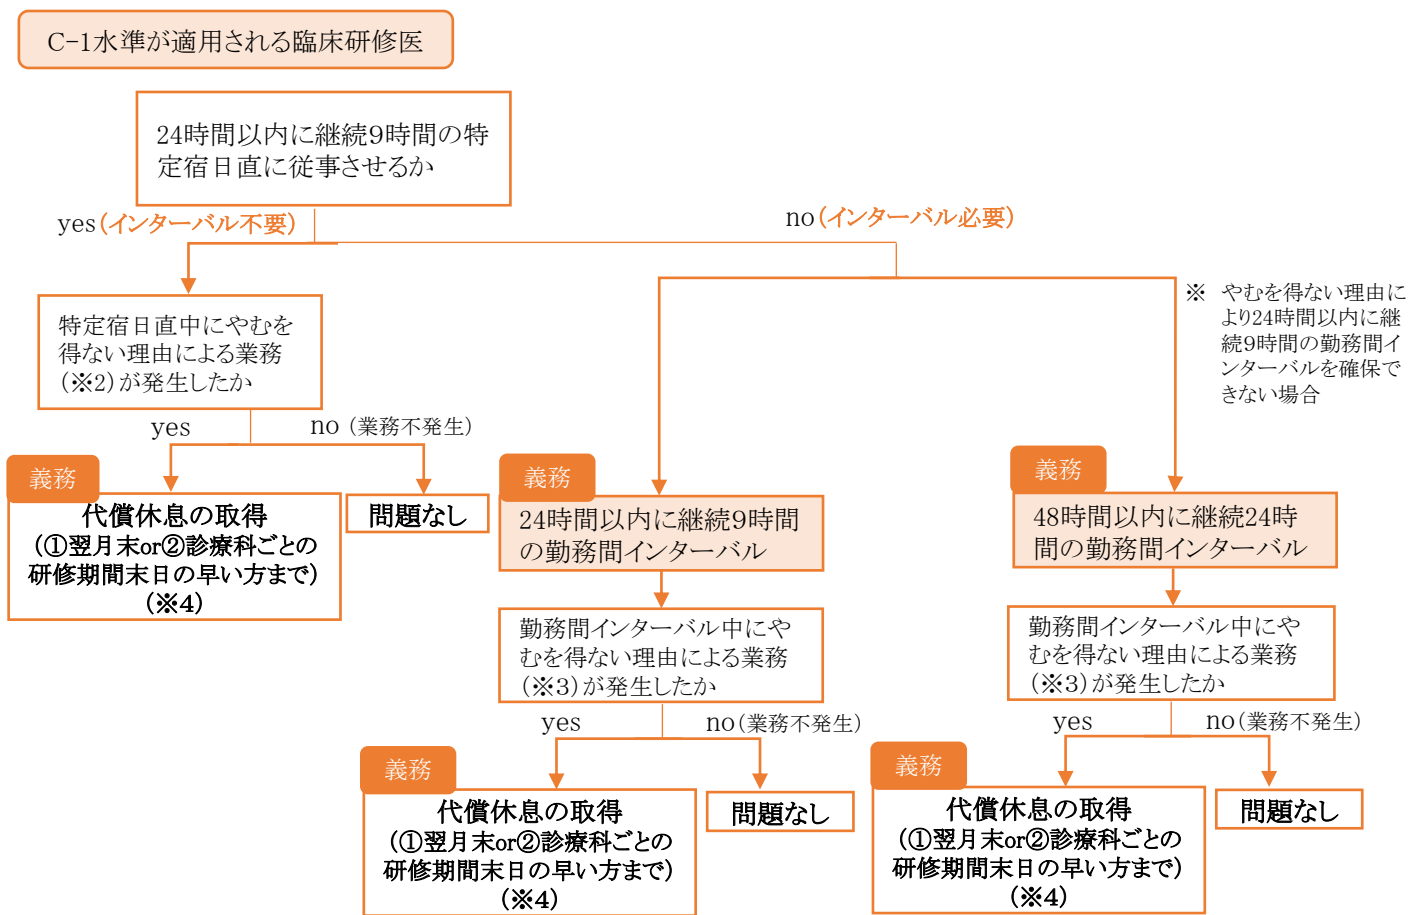 C-1水準が適用される臨床研修医
24時間以内に継続9時間の特
定宿日直に従事させるか
yes(インターバル不要)
no(インターバル必要)
特定宿日直中にやむを
得ない理由による業務
(※2)が発生したか
※ やむを得ない理由に
より24時間以内に継
続9時間の勤務間イ
ンターバルを確保で
きない場合
yes
no (業務不発生)
義務
代償休息の取得
(①翌月末or②診療科ごとの
研修期間末日の早い方まで)
(※4)
問題なし
義務
24時間以内に継続9時間
の勤務間インターバル
義務
48時間以内に継続24時
間の勤務間インターバル
勤務間インターバル中にや
むを得ない理由による業務
(※3)が発生したか
勤務間インターバル中にや
むを得ない理由による業務
(※3)が発生したか
yes
no(業務不発生)
yes
no(業務不発生)
義務
代償休息の取得
(①翌月末or②診療科ごとの
研修期間末日の早い方まで)
(※4)
問題なし
義務
代償休息の取得
(①翌月末or②診療科ごとの
研修期間末日の早い方まで)
(※4)
問題なし